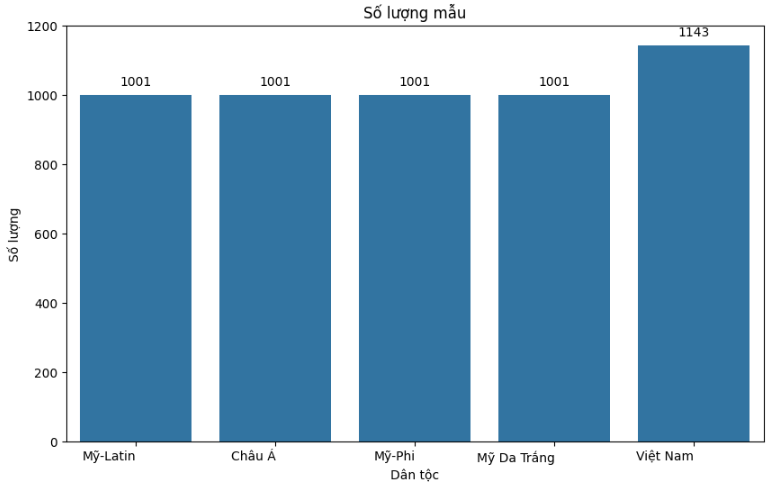 Số lượng mẫu
1200
1000
800
600
400
200
0
Số lượng
1001
1001
1001
1001
1143
Mỹ-Latin
Châu Á
Mỹ-Phi
Mỹ Da Trắng
Việt Nam
Dân tộc